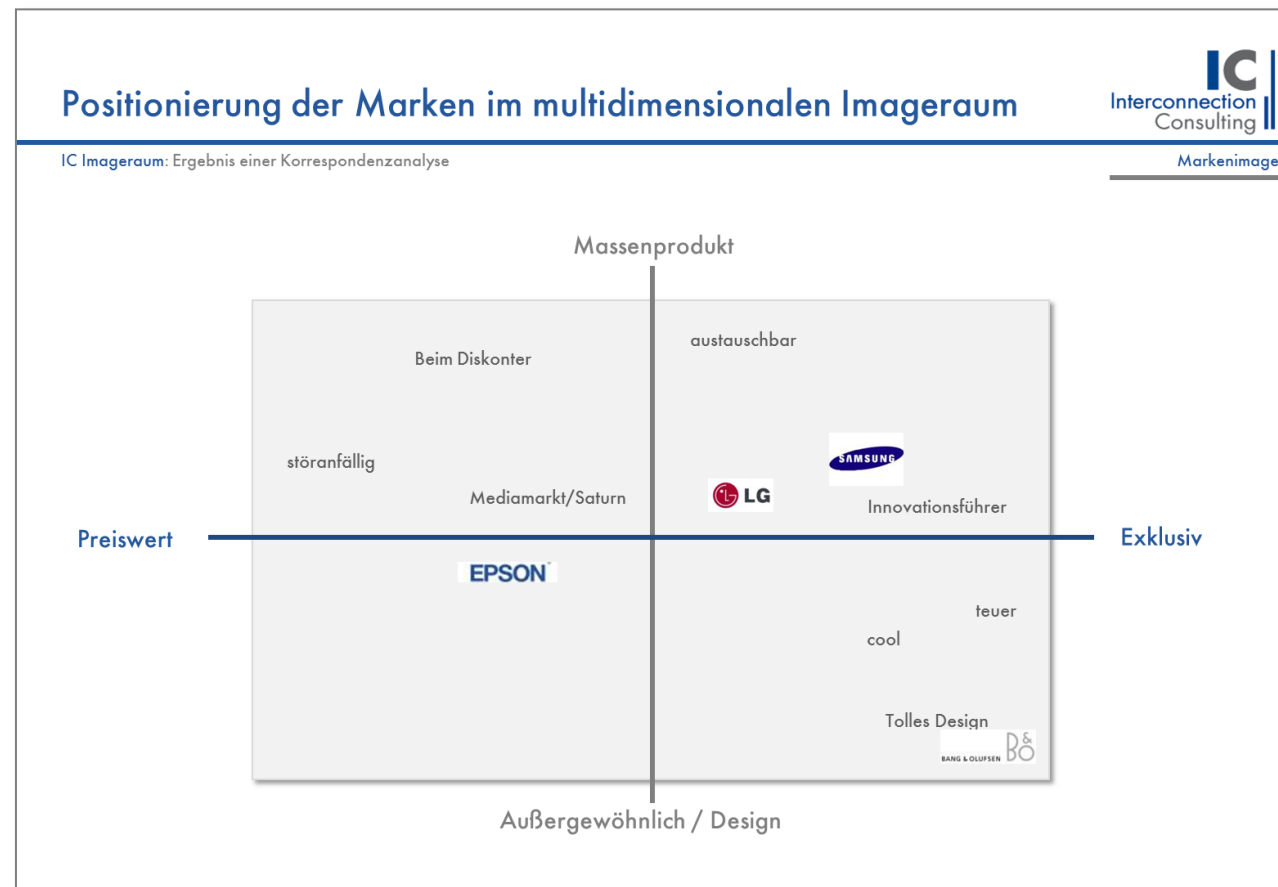 IC
Interconnection
Consulting
Positionierung der Marken im multidimensionalen Imageraum
IC Imageraum: Ergebnis einer Korrespondenzanalyse
Markenimage
Massenprodukt
austauschbar
Beim Diskonter
SAMSUNG
störanfällig
LG
Mediamarkt/Saturn
Innovationsführer
Preiswert
Exklusiv
EPSON
teuer
cool
Tolles Design
B&O
BANG & OLUFSEN
Außergewöhnlich / Design